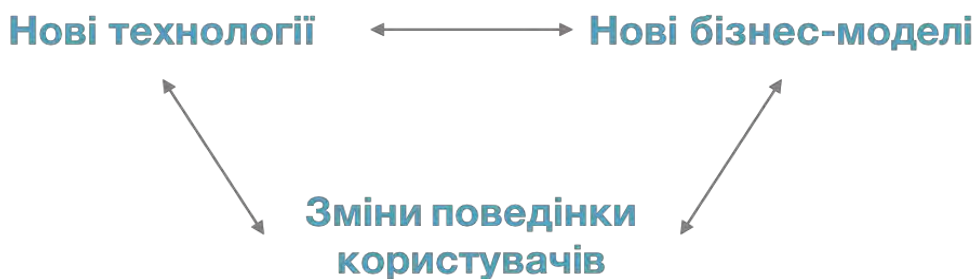 Нові технології
Нові бізнес-моделі
Зміни поведінки
користувачів